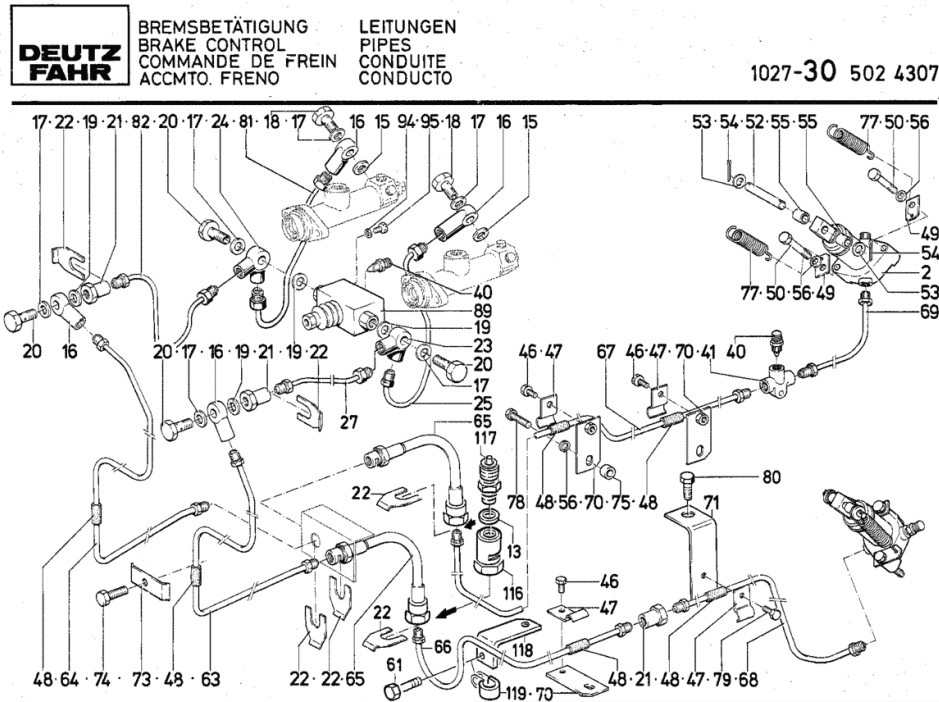 DEUTZ
FAHR
BREMSBETÄTIGUNG
BRAKE CONTROL
COMMANDE DE FREIN
ACCMTO. FRENO
LEITUNGEN
PIPES
CONDUITE
CONDUCTO
1027-30 502 4307
17·22·19·21·82·20·17·24·81·18·17 16 15 94·95·18 17 16 15
53·54·52·55·55 77·50·56
49
54
2
53
69
77·50·56·49
40
89
19
23
20
17
25
20 16 20·17·16·19·21·19·22
27
46·47 67 46·47·70·41 40
65
117
78 48·56·70·75·48
80
71
22
13
116
46
47
22
66
118
61
119·70
48·64·74·73·48·63 22·22·65
48·21·48·47·79·68